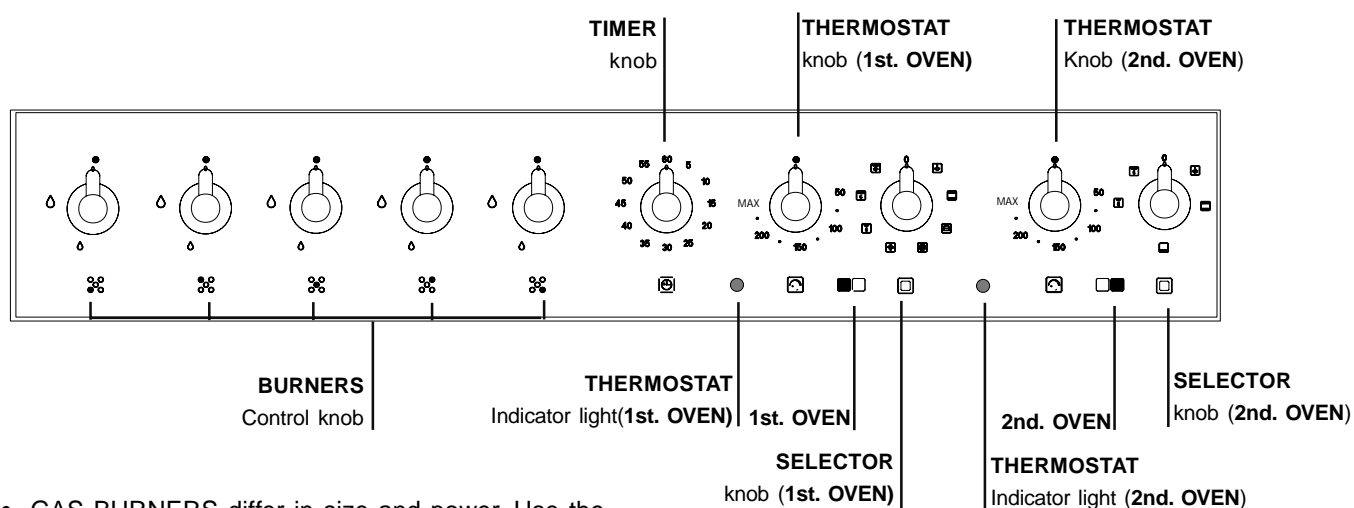 TIMER
knob
THERMOSTAT
knob (1st. OVEN)
THERMOSTAT
Knob (2nd. OVEN)
55 60 5
50 10
45 15
40 20
35 30 25
MAX 50
200 150 100
0
MAX 50
200 150 100
0
BURNERS
Control knob
THERMOSTAT
Indicator light(1st. OVEN)
1st. OVEN
SELECTOR
knob (1st. OVEN)
2nd. OVEN
THERMOSTAT
Indicator light (2nd. OVEN)
SELECTOR
knob (2nd. OVEN)